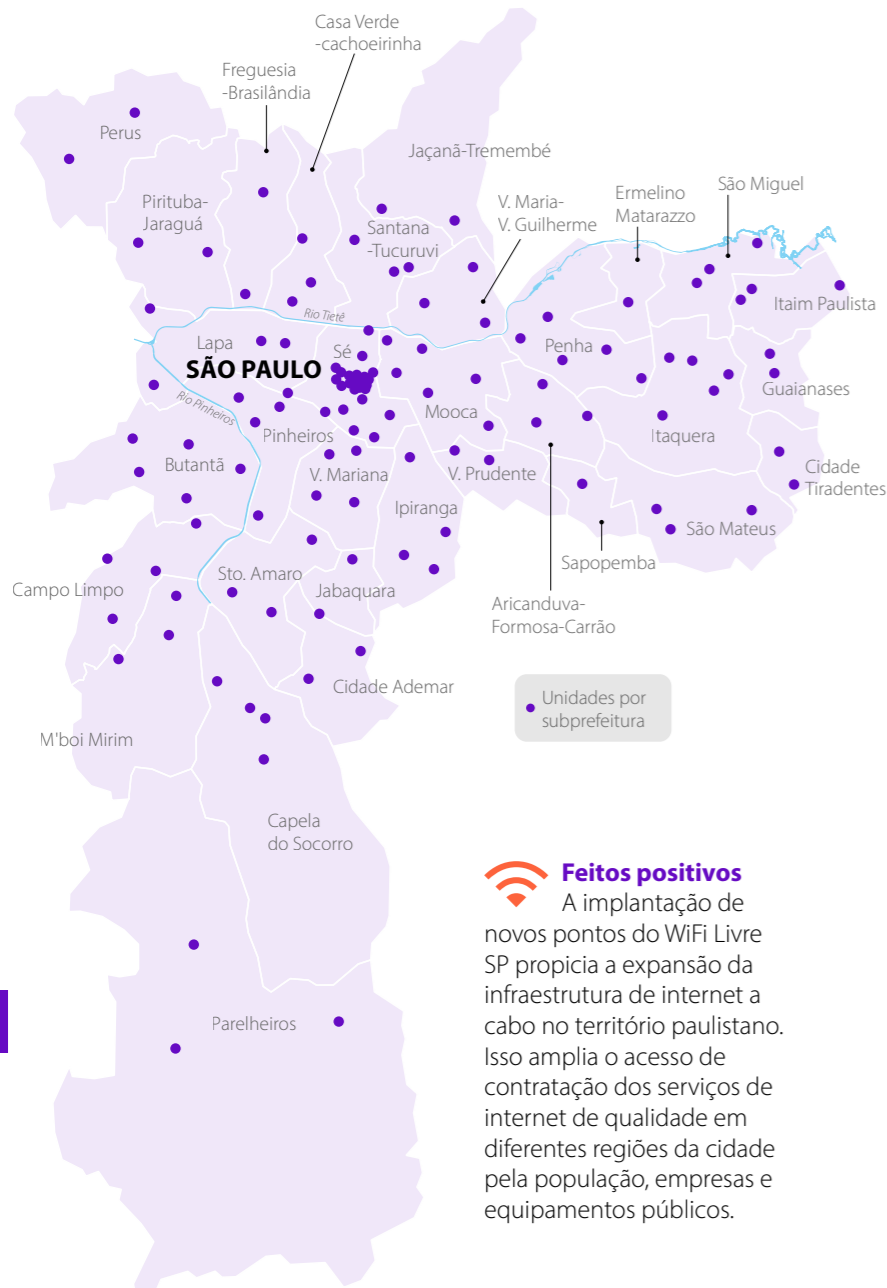 Casa Verde
-cachoeirinha
Freguesia
-Brasilândia
Perus
Jaçanã-Tremembé
Pirituba-
Jaraguá
Santana
-Tucuruvi
V. Maria-
V. Guilherme
Ermelino
Matarazzo
São Miguel
Itaim Paulista
Rio Tietê
Lapa
Sé
SÃO PAULO
Penha
Guaianases
Rio Pinheiros
Mooca
Pinheiros
Itaquera
Butantã
V. Mariana
V. Prudente
Cidade
Tiradentes
Ipiranga
São Mateus
Sapopemba
Campo Limpo
Sto. Amaro
Jabaquara
Aricanduva-
Formosa-Carrão
Cidade Ademar
Unidades por
subprefeitura
M'boi Mirim
Capela
do Socorro
Parelheiros
Feitos positivos
A implantação de
novos pontos do WiFi Livre
SP propicia a expansão da
infraestrutura de internet a
cabo no território paulistano.
Isso amplia o acesso de
contratação dos serviços de
internet de qualidade em
diferentes regiões da cidade
pela população, empresas e
equipamentos públicos.